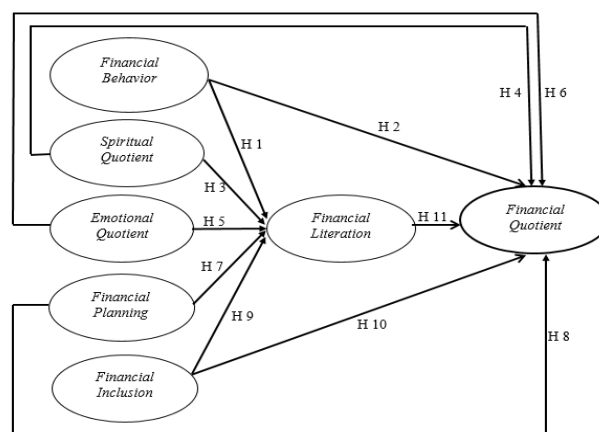 Financial
Behavior
H 4
H 6
H 2
H 1
Spiritual
Quotient
H 3
Emotional
Quotient
H 5
Financial
Literation
H 11
Financial
Quotient
H 7
Financial
Planning
H 9
H 10
H 8
Financial
Inclusion